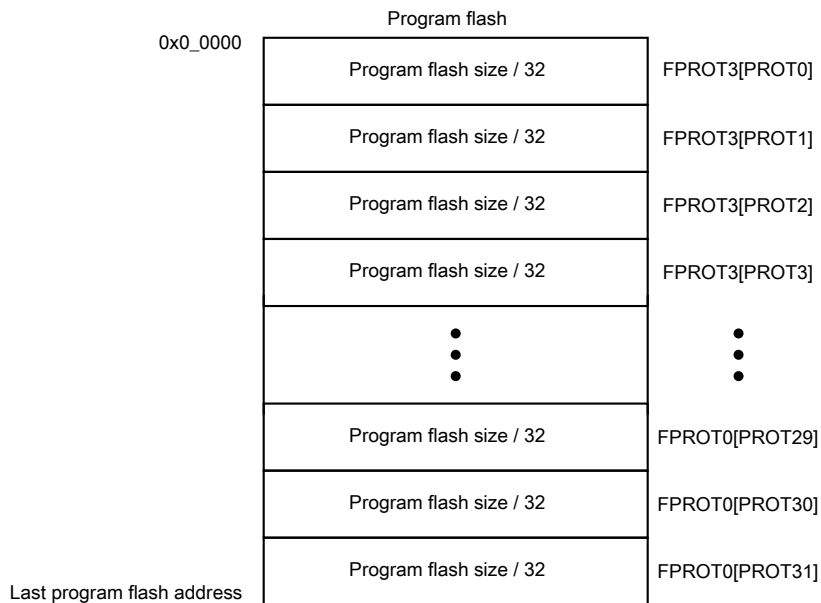 Program flash
0x0_0000
Program flash size / 32 FPROT3[PROT0]
Program flash size / 32 FPROT3[PROT1]
Program flash size / 32 FPROT3[PROT2]
Program flash size / 32 FPROT3[PROT3]
Program flash size / 32 FPROT0[PROT29]
Program flash size / 32 FPROT0[PROT30]
Program flash size / 32 FPROT0[PROT31]
Last program flash address